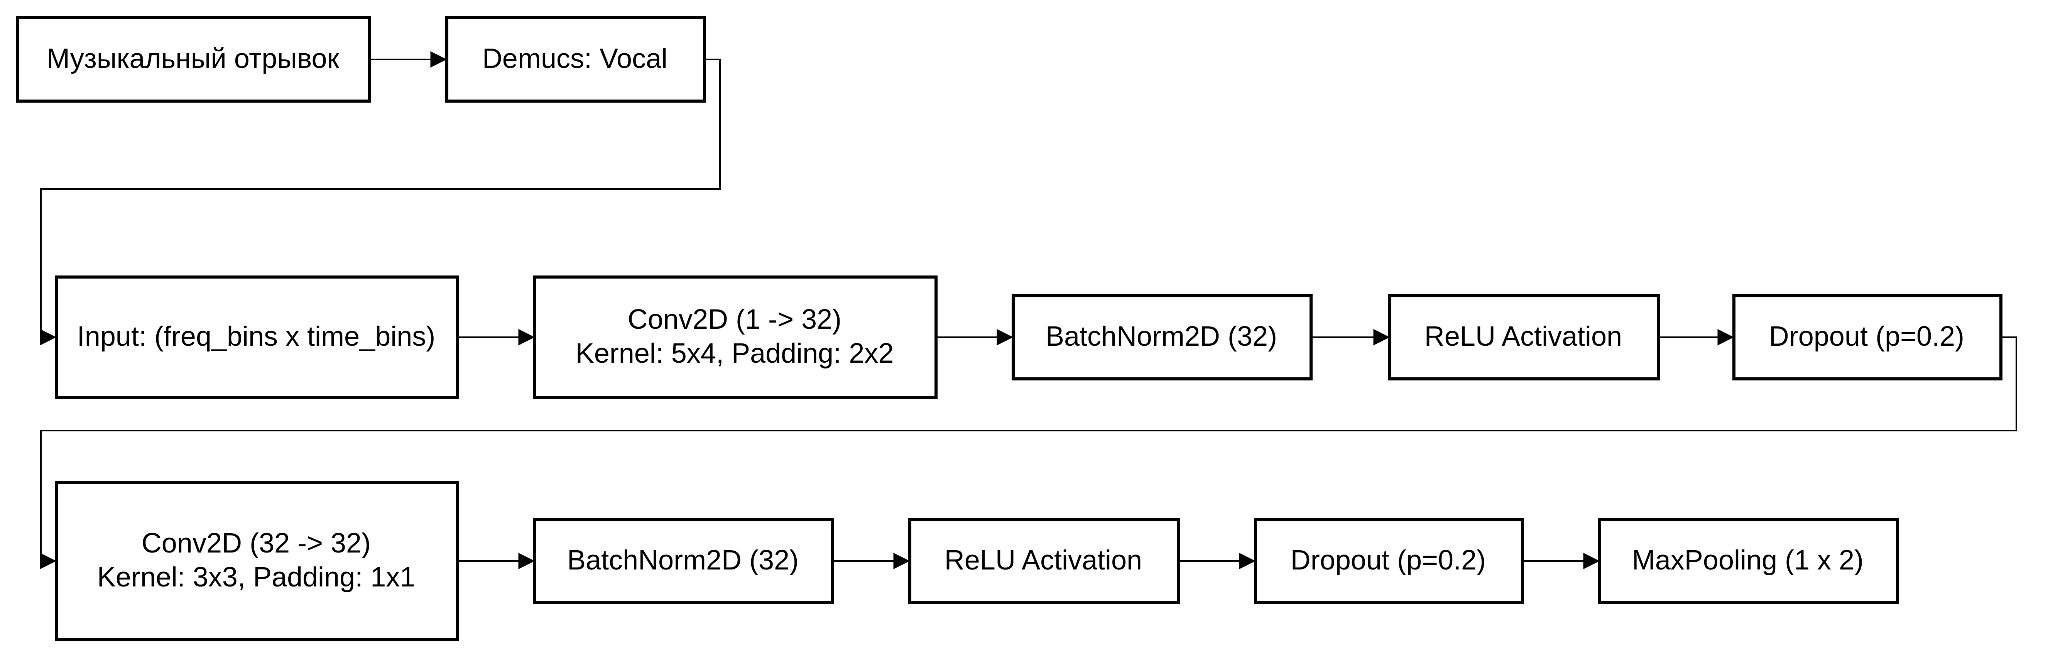 Музыкальный отрывок
Demucs: Vocal
Input: (freq_bins x time_bins)
Conv2D (1 -> 32)
Kernel: 5x4, Padding: 2x2
BatchNorm2D (32)
ReLU Activation
Dropout (p=0.2)
Conv2D (32 -> 32)
Kernel: 3x3, Padding: 1x1
BatchNorm2D (32)
ReLU Activation
Dropout (p=0.2)
MaxPooling (1 x 2)